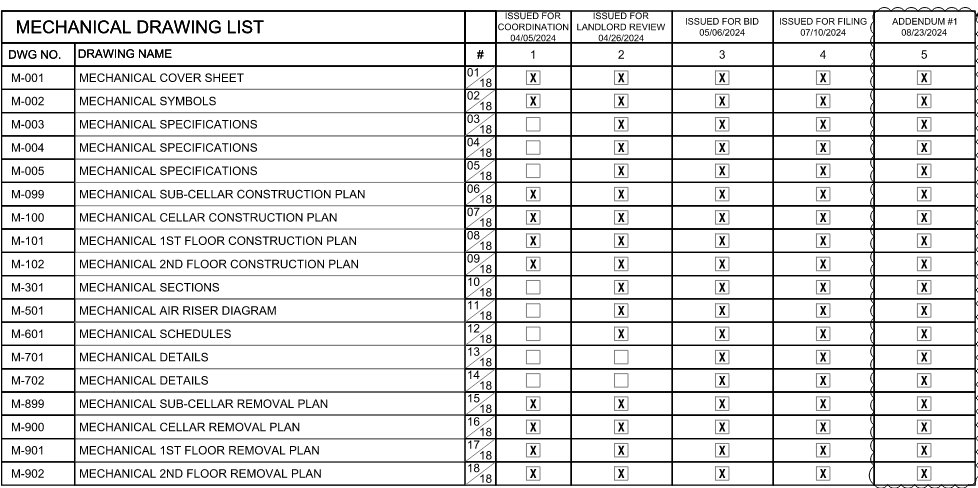 MECHANICAL DRAWING LIST
ISSUED FOR COORDINATION 04/05/2024
ISSUED FOR LANDLORD REVIEW 04/26/2024
ISSUED FOR BID 05/06/2024
ISSUED FOR FILING 07/10/2024
ADDENDUM #1 08/23/2024
DWG NO. DRAWING NAME # 1 2 3 4 5
M-001 MECHANICAL COVER SHEET 01/18 X X X X X
M-002 MECHANICAL SYMBOLS 02/18 X X X X X
M-003 MECHANICAL SPECIFICATIONS 03/18 X X X X
M-004 MECHANICAL SPECIFICATIONS 04/18 X X X X
M-005 MECHANICAL SPECIFICATIONS 05/18 X X X X
M-099 MECHANICAL SUB-CELLAR CONSTRUCTION PLAN 06/18 X X X X X
M-100 MECHANICAL CELLAR CONSTRUCTION PLAN 07/18 X X X X X
M-101 MECHANICAL 1ST FLOOR CONSTRUCTION PLAN 08/18 X X X X X
M-102 MECHANICAL 2ND FLOOR CONSTRUCTION PLAN 09/18 X X X X X
M-301 MECHANICAL SECTIONS 10/18 X X X X
M-501 MECHANICAL AIR RISER DIAGRAM 11/18 X X X X
M-601 MECHANICAL SCHEDULES 12/18 X X X X
M-701 MECHANICAL DETAILS 13/18 X X X
M-702 MECHANICAL DETAILS 14/18 X X X
M-899 MECHANICAL SUB-CELLAR REMOVAL PLAN 15/18 X X X X X
M-900 MECHANICAL CELLAR REMOVAL PLAN 16/18 X X X X X
M-901 MECHANICAL 1ST FLOOR REMOVAL PLAN 17/18 X X X X X
M-902 MECHANICAL 2ND FLOOR REMOVAL PLAN 18/18 X X X X X